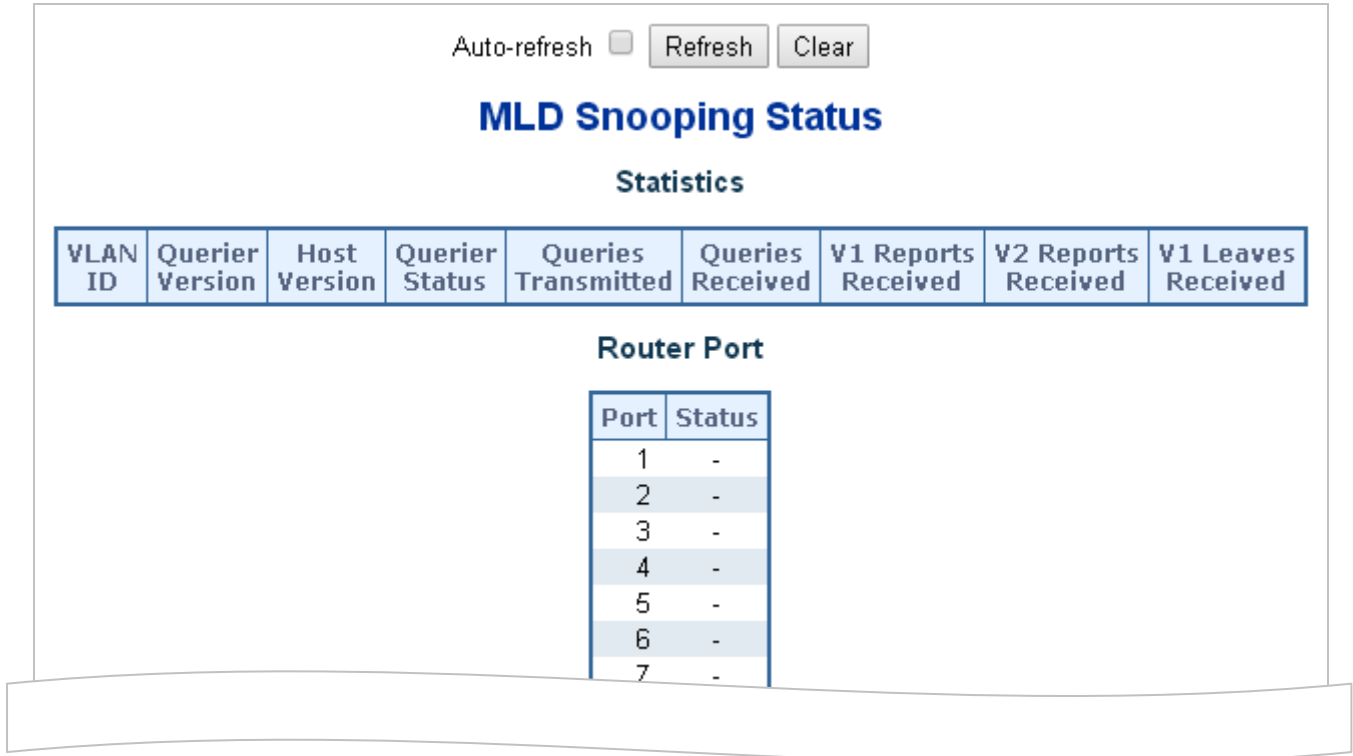 Auto-refresh Refresh Clear
MLD Snooping Status
Statistics
VLAN ID Querier Version Host Version Querier Status Queries Transmitted Queries Received V1 Reports Received V2 Reports Received V1 Leaves Received
Router Port
Port Status
1 -
2 -
3 -
4 -
5 -
6 -
7 -